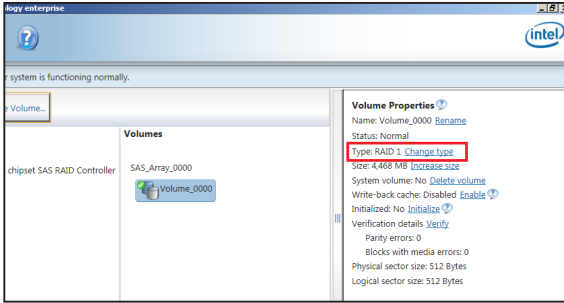 ology enterprise
intel
r system is functioning normally.
e Volume...
Volumes
chipset SAS RAID Controller
SAS_Array_0000
Volume_0000
Volume Properties
Name: Volume_0000 Rename
Status: Normal
Type: RAID 1 Change type
Size: 4,468 MB Increase size
System volume: No Delete volume
Write-back cache: Disabled Enable
Initialized: No Initialize
Verification details Verify
Parity errors: 0
Blocks with media errors: 0
Physical sector size: 512 Bytes
Logical sector size: 512 Bytes